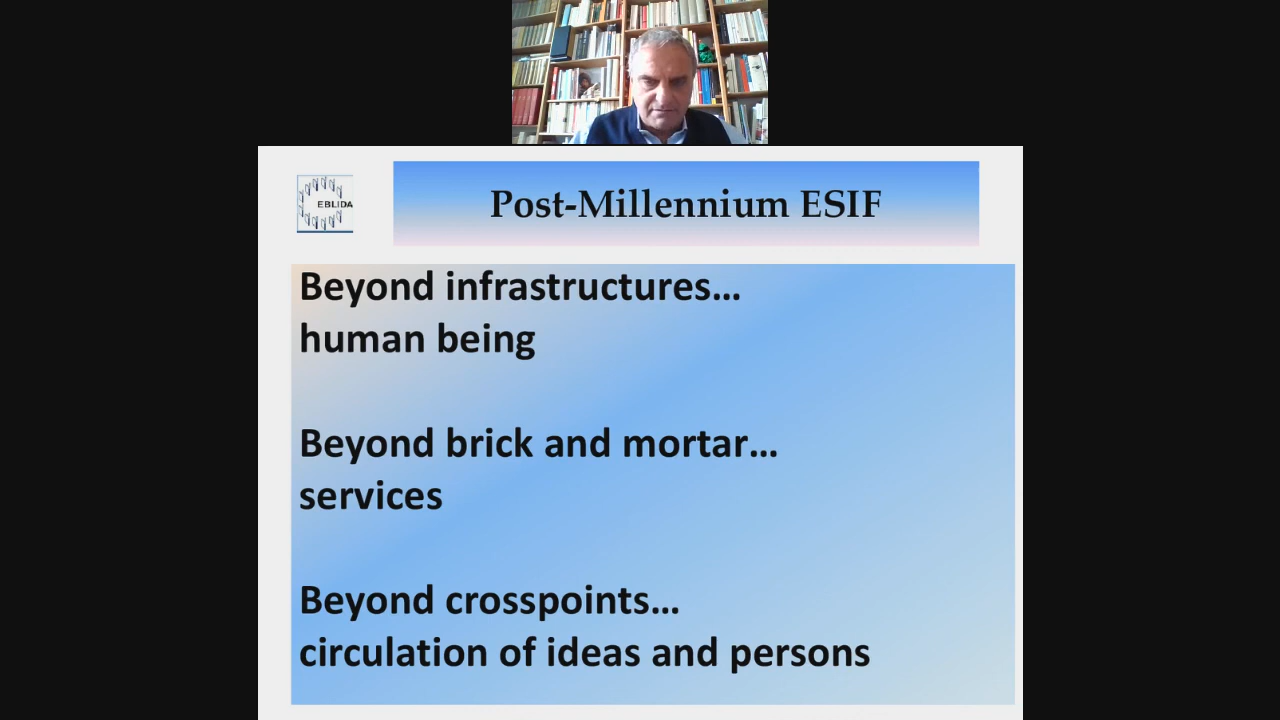 EBLIDA
Post-Millennium ESIF
Beyond infrastructures…
human being
Beyond brick and mortar…
services
Beyond crosspoints…
circulation of ideas and persons